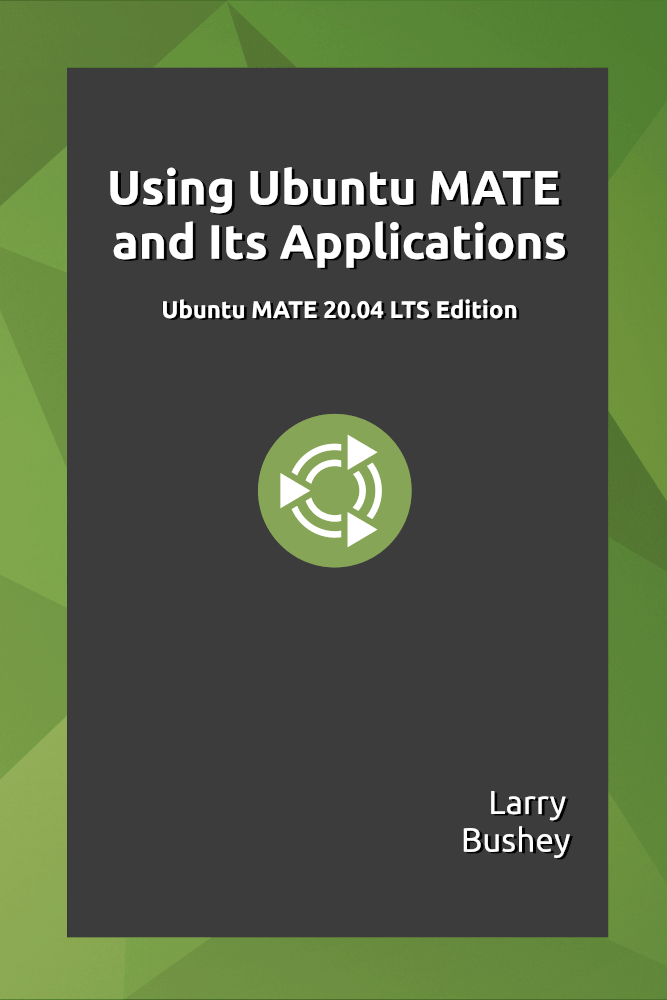 Using Ubuntu MATE
and Its Applications
Ubuntu MATE 20.04 LTS Edition
Larry
Bushey